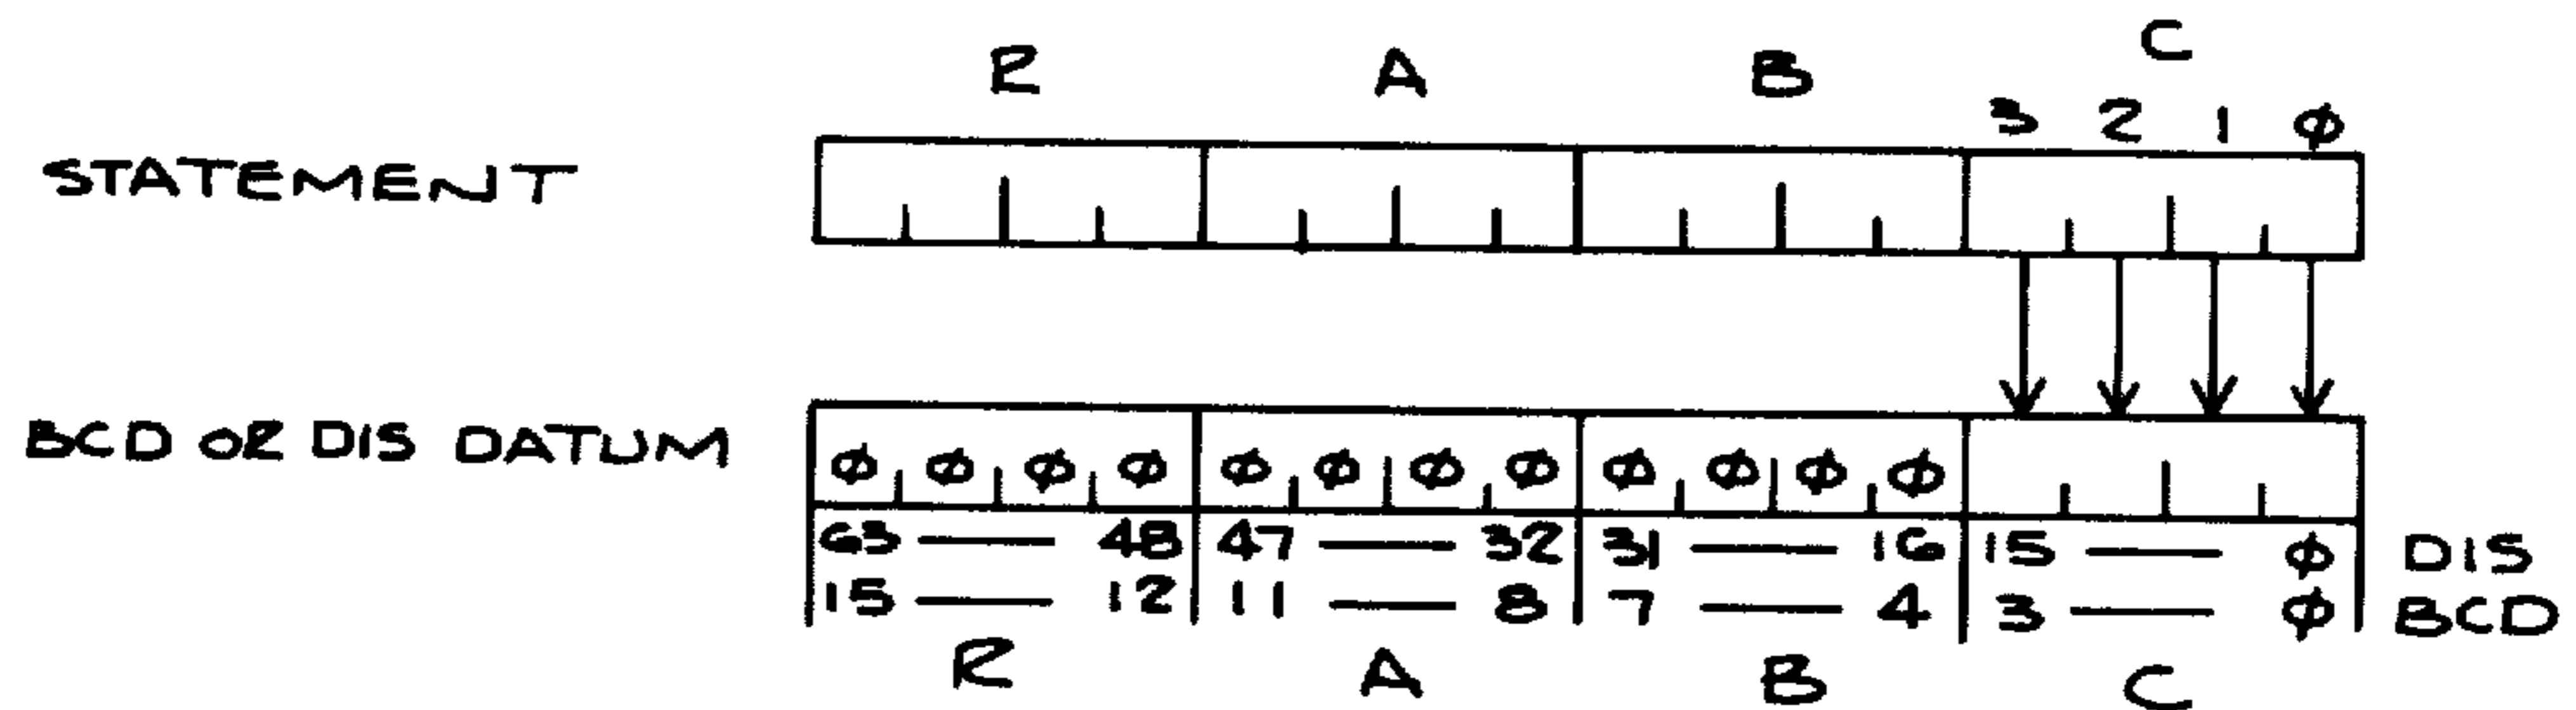 R A B C
3 2 1 φ
STATEMENT
BCD OR DIS DATUM
φ φ φ φ φ φ φ φ φ φ φ φ
63 — 48 47 — 32 31 — 16 15 — φ DIS
15 — 12 11 — 8 7 — 4 3 — φ BCD
R A B C